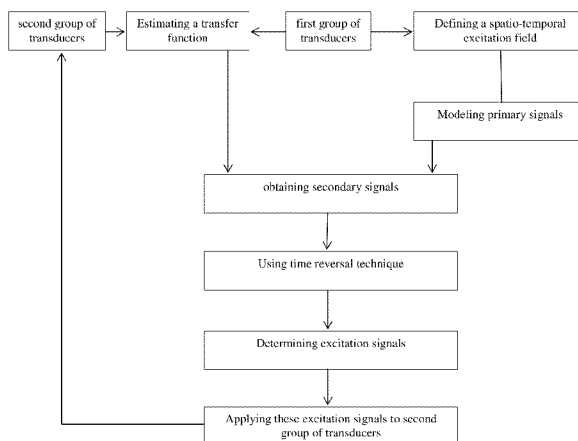 second group of
transducers
Estimating a transfer
function
first group of
transducers
Defining a spatio-temporal
excitation field
Modeling primary signals
obtaining secondary signals
Using time reversal technique
Determining excitation signals
Applying these excitation signals to second
group of transducers